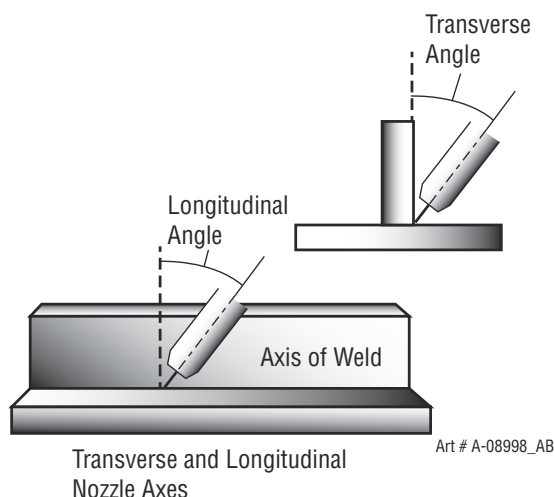 Transverse
Angle
Longitudinal
Angle
Axis of Weld
Art # A-08998_AB
Transverse and Longitudinal
Nozzle Axes